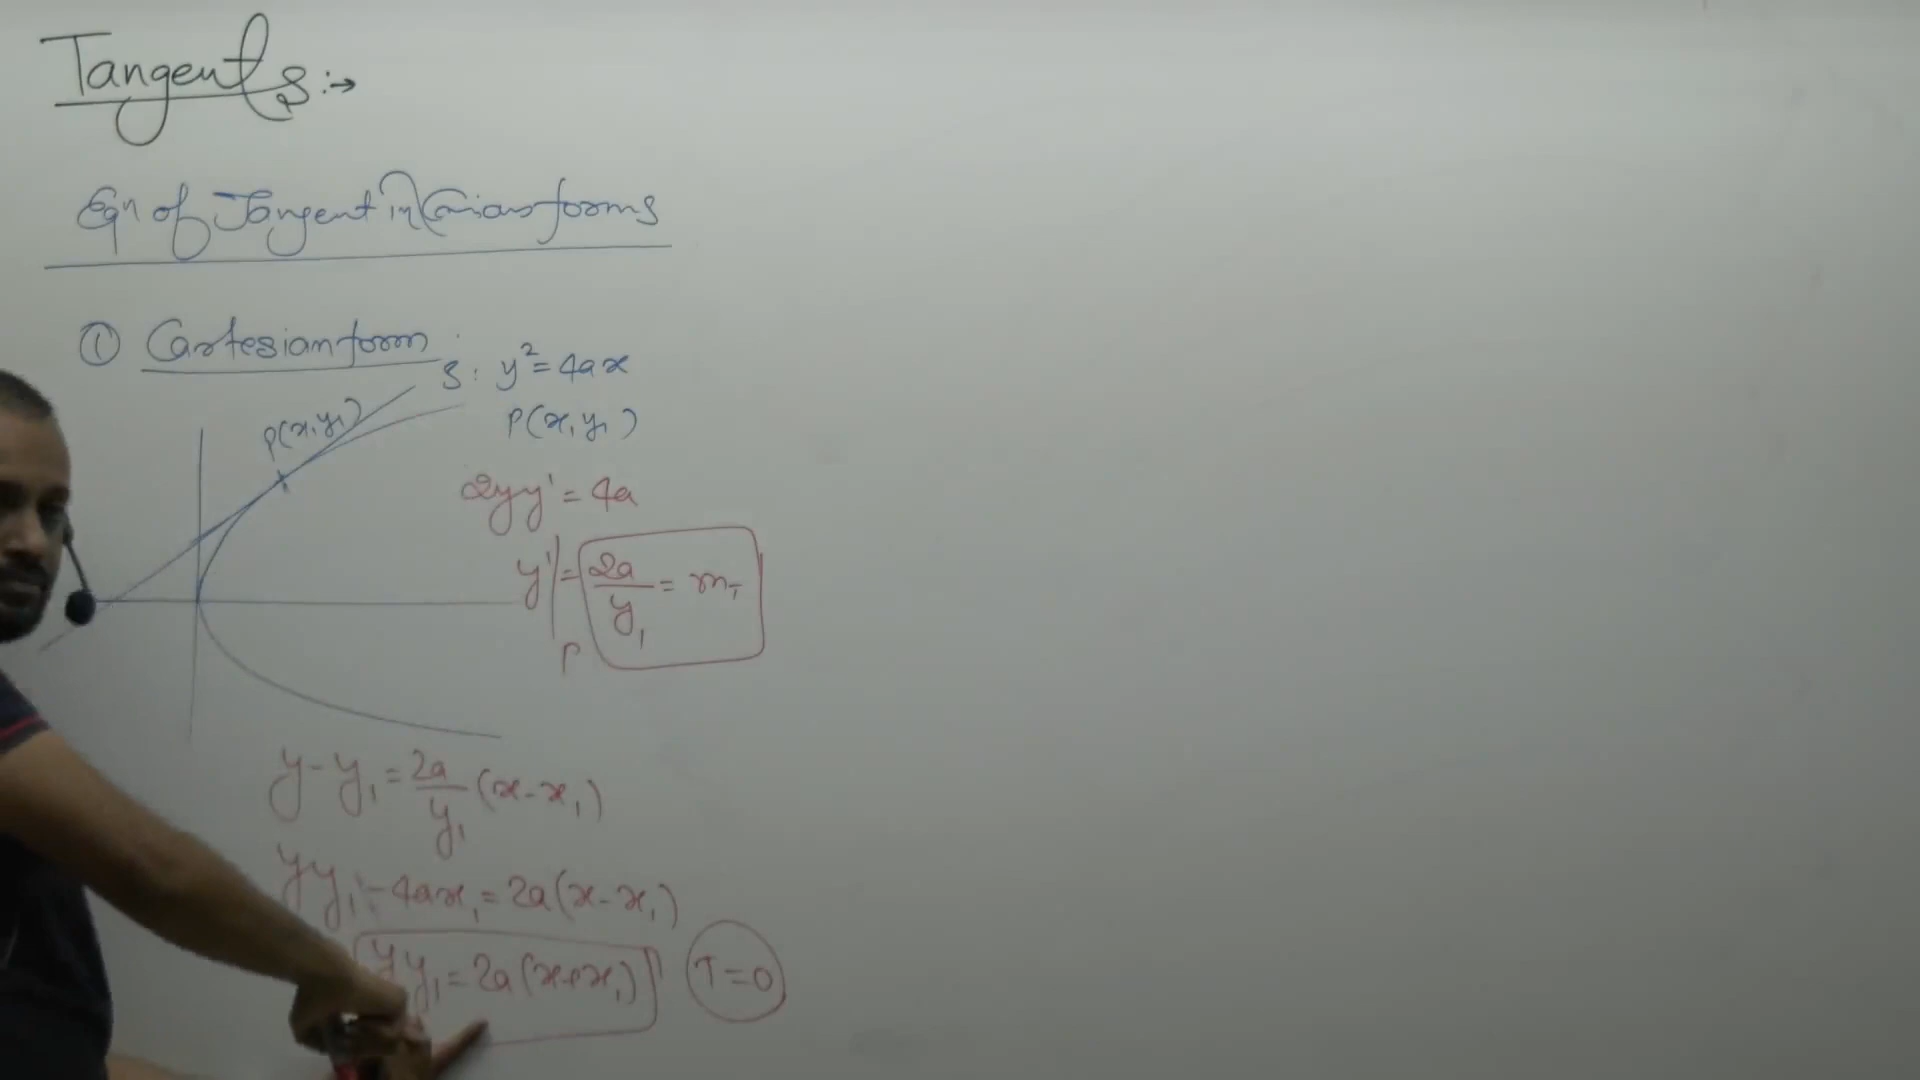 Tangents :→
Eqn of Tangent in Various forms
① Cartesian form :
S : y² = 4ax
P(x₁, y₁)
P(x₁, y₁)
2yy' = 4a
y'|P = 2a/y₁ = mT
y - y₁ = 2a/y₁ (x - x₁)
yy₁ - 4ax₁ = 2a(x - x₁)
yy₁ = 2a(x + x₁) T = 0